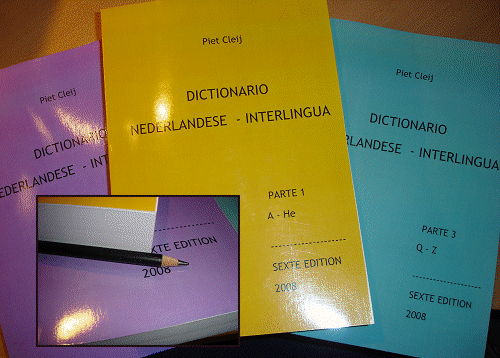 Piet Cleij
DICTIONARIO
NEDERLANDESE - INTERLINGUA
SEXTE EDITION
2008
Piet Cleij
DICTIONARIO
NEDERLANDESE - INTERLINGUA
PARTE 1
A - He
SEXTE EDITION
2008
Piet Cleij
DICTIONARIO
NEDERLANDESE - INTERLINGUA
PARTE 3
Q - Z
SEXTE EDITION
2008